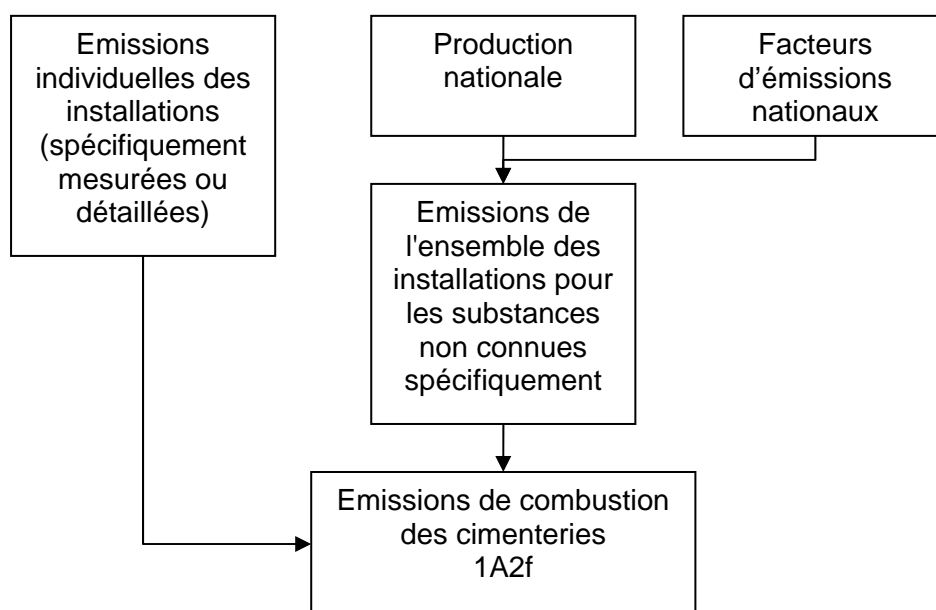 Emissions
individuelles des
installations
(spécifiquement
mesurées ou
détaillées)
Production
nationale
Facteurs
d’émissions
nationaux
Emissions de
l'ensemble des
installations pour
les substances
non connues
spécifiquement
Emissions de combustion
des cimenteries
1A2f